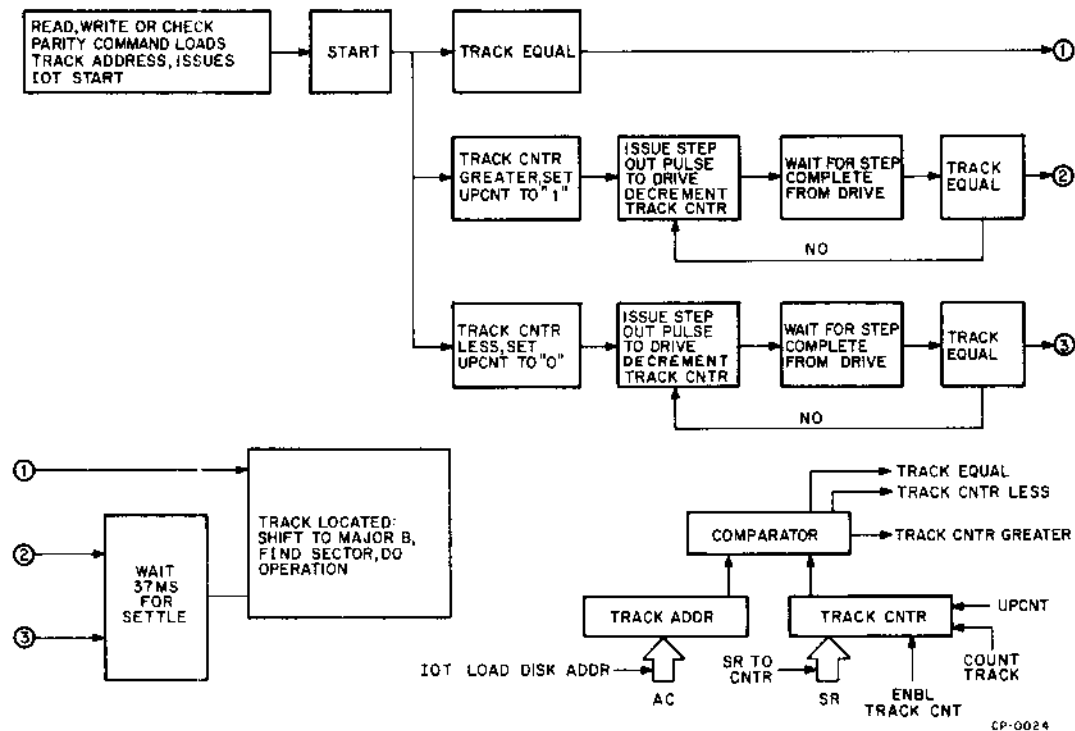 READ,WRITE OR CHECK
PARITY COMMAND LOADS
TRACK ADDRESS,ISSUES
IOT START
START
TRACK EQUAL
1
TRACK CNTR
GREATER,SET
UPCNT TO"1"
ISSUE STEP
OUT PULSE
TO DRIVE
DECREMENT
TRACK CNTR
WAIT FOR STEP
COMPLETE
FROM DRIVE
TRACK
EQUAL
2
NO
TRACK CNTR
LESS,SET
UPCNT TO"0"
ISSUE STEP
OUT PULSE
TO DRIVE
DECREMENT
TRACK CNTR
WAIT FOR STEP
COMPLETE
FROM DRIVE
TRACK
EQUAL
3
NO
1
2
3
WAIT
37MS
FOR
SETTLE
TRACK LOCATED:
SHIFT TO MAJOR B,
FIND SECTOR,DO
OPERATION
TRACK EQUAL
TRACK CNTR LESS
COMPARATOR
TRACK CNTR GREATER
TRACK ADDR
TRACK CNTR
UPCNT
IOT LOAD DISK ADDR
AC
SR TO
CNTR
SR
ENBL
TRACK CNT
COUNT
TRACK
CP-0024